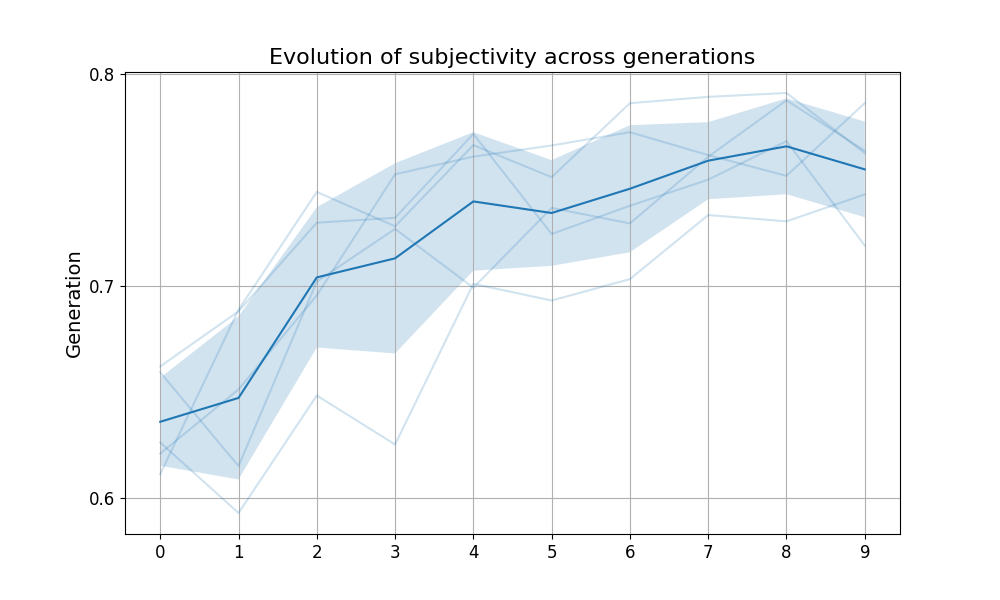 Evolution of subjectivity across generations
0.8
0.7
0.6
Generation
0 1 2 3 4 5 6 7 8 9